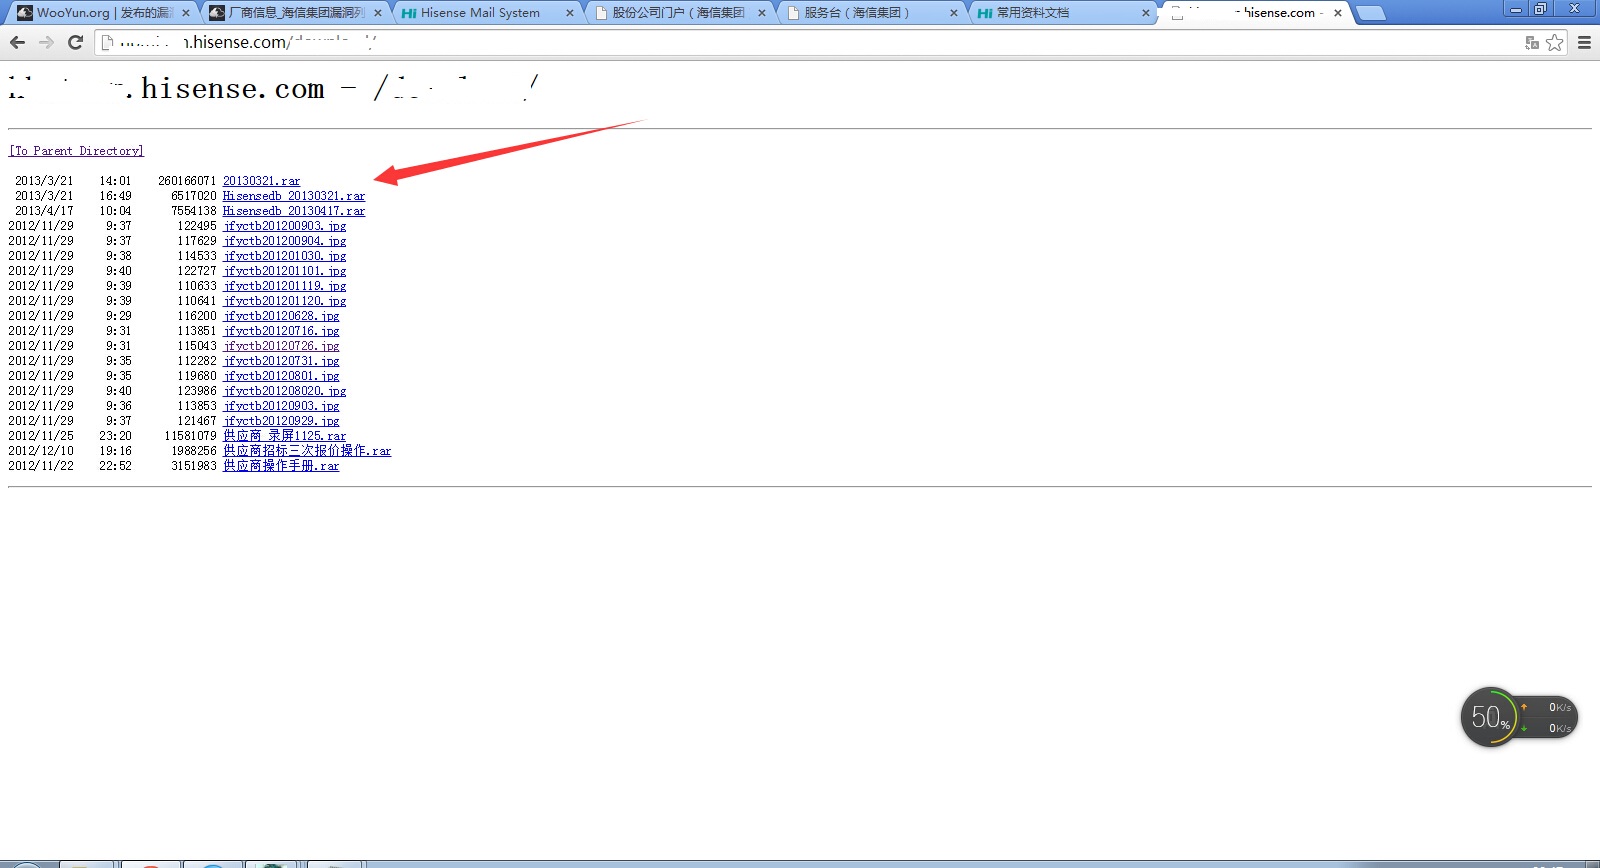 WooYun.org | 发布的漏
厂商信息_海信集团漏洞列
Hi Hisense Mail System
股份公司门户（海信集团
服务台（海信集团）
Hi 常用资料文档
hisense.com -
.hisense.com/
.hisense.com - /
[To Parent Directory]
2013/3/21 14:01 260166071 20130321.rar
2013/3/21 16:49 6517020 Hisensedb_20130321.rar
2013/4/17 10:04 7554138 Hisensedb_20130417.rar
2012/11/29 9:37 122495 jfyctb201200903.jpg
2012/11/29 9:37 117629 jfyctb201200904.jpg
2012/11/29 9:38 114533 jfyctb201201030.jpg
2012/11/29 9:40 122727 jfyctb201201101.jpg
2012/11/29 9:39 110633 jfyctb201201119.jpg
2012/11/29 9:39 110641 jfyctb201201120.jpg
2012/11/29 9:29 116200 jfyctb20120628.jpg
2012/11/29 9:31 113851 jfyctb20120716.jpg
2012/11/29 9:31 115043 jfyctb20120726.jpg
2012/11/29 9:35 112282 jfyctb20120731.jpg
2012/11/29 9:35 119680 jfyctb20120801.jpg
2012/11/29 9:40 123986 jfyctb201208020.jpg
2012/11/29 9:36 113853 jfyctb20120903.jpg
2012/11/29 9:37 121467 jfyctb20120929.jpg
2012/11/25 23:20 11581079 供应商_录屏1125.rar
2012/12/10 19:16 1988256 供应商招标三次报价操作.rar
2012/11/22 22:52 3151983 供应商操作手册.rar
50%
0K/s
0K/s